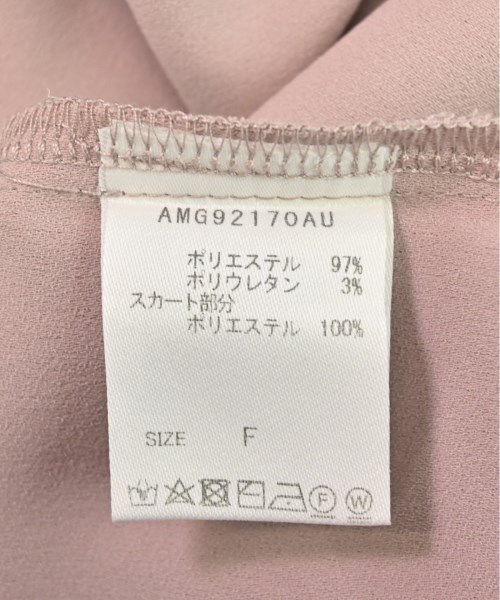 AMG92170AU
ポリエステル 97%
ポリウレタン 3%
スカート部分
ポリエステル 100%
SIZE F
F W